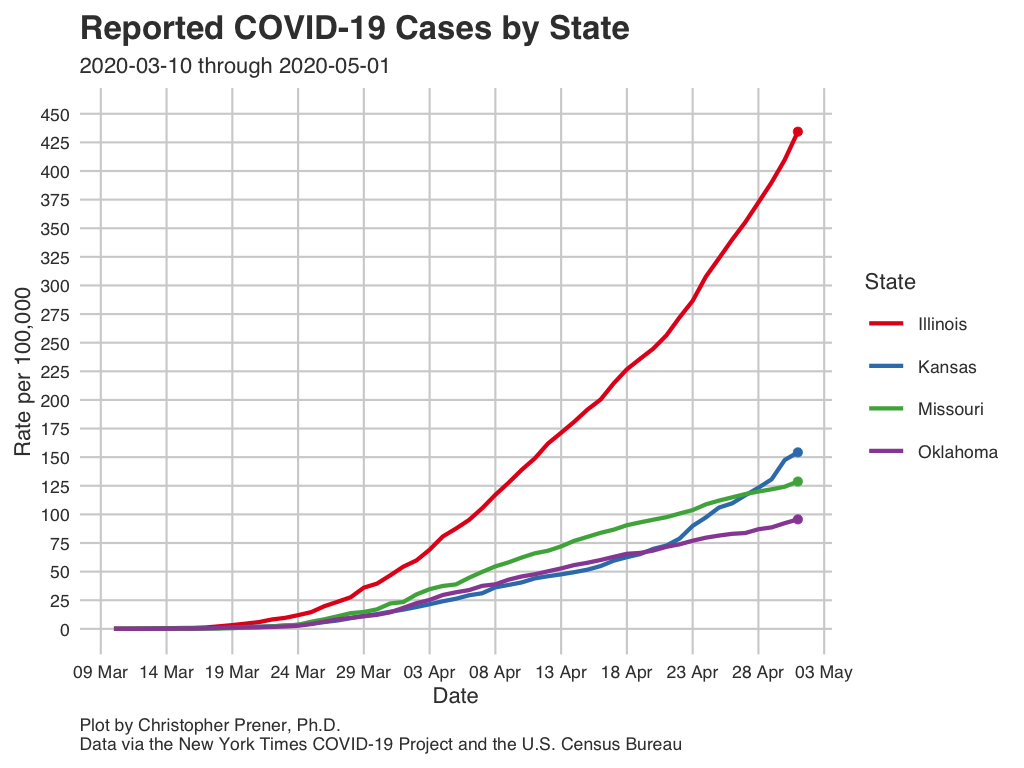 Reported COVID-19 Cases by State
2020-03-10 through 2020-05-01
450
425
400
375
350
325
300
275
250
225
200
175
150
125
100
75
50
25
0
Rate per 100,000
09 Mar 14 Mar 19 Mar 24 Mar 29 Mar 03 Apr 08 Apr 13 Apr 18 Apr 23 Apr 28 Apr 03 May
Date
State
Illinois
Kansas
Missouri
Oklahoma
Plot by Christopher Prener, Ph.D.
Data via the New York Times COVID-19 Project and the U.S. Census Bureau